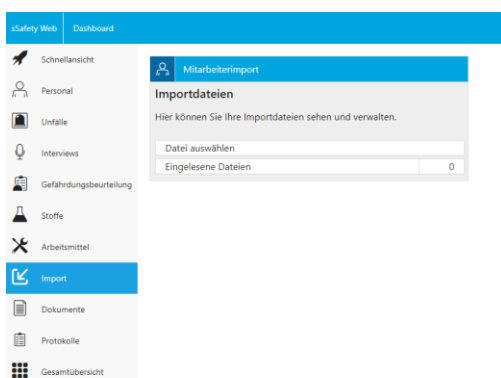 sSafety Web Dashboard
Schnellansicht
Personal
Unfälle
Interviews
Gefährdungsbeurteilung
Stoffe
Arbeitsmittel
Import
Dokumente
Protokolle
Gesamtübersicht
Mitarbeiterimport
Importdateien
Hier können Sie Ihre Importdateien sehen und verwalten.
Datei auswählen
Eingelesene Dateien 0